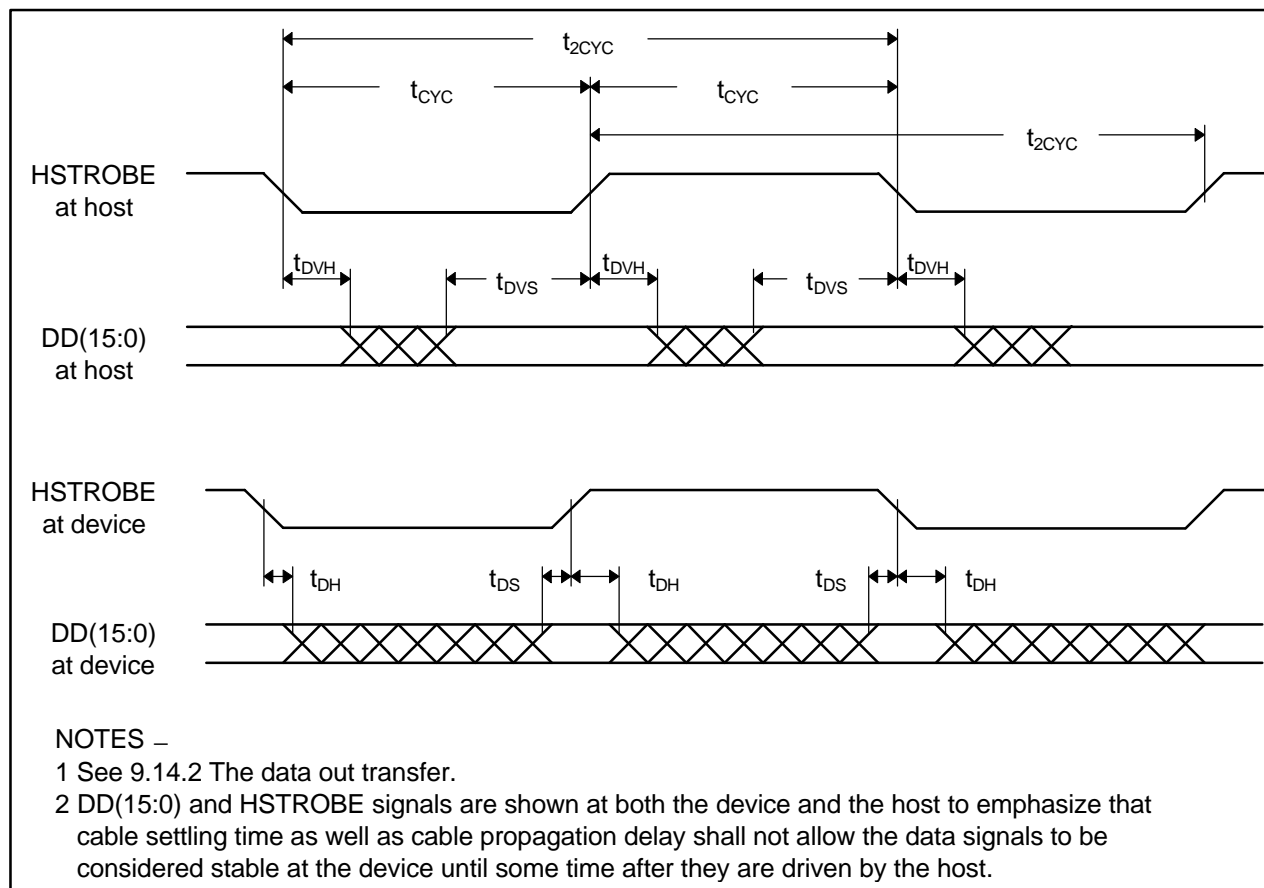 t2CYC
tCYC tCYC
t2CYC
HSTROBE
at host
tDVH tDVS tDVH tDVS tDVH
DD(15:0)
at host
HSTROBE
at device
tDH tDS tDH tDS tDH
DD(15:0)
at device
NOTES –
1 See 9.14.2 The data out transfer.
2 DD(15:0) and HSTROBE signals are shown at both the device and the host to emphasize that
cable settling time as well as cable propagation delay shall not allow the data signals to be
considered stable at the device until some time after they are driven by the host.